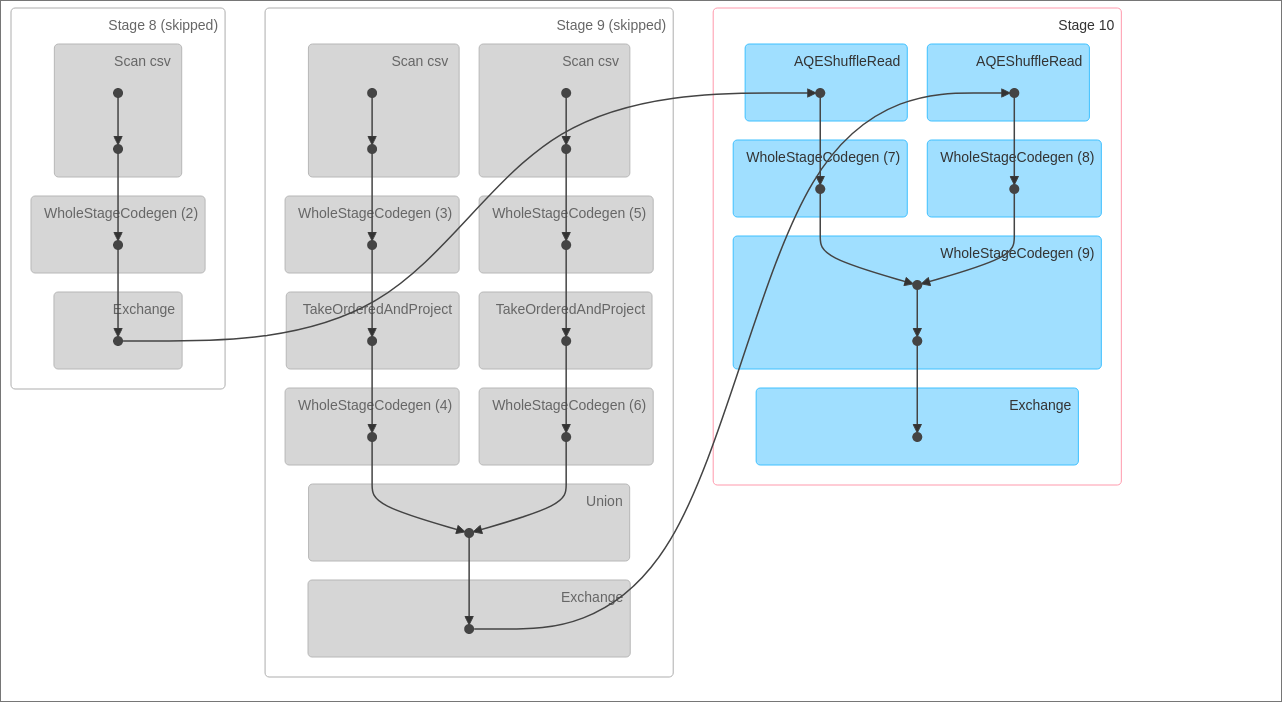 Stage 8 (skipped)
Scan csv
WholeStageCodegen (2)
Exchange
Stage 9 (skipped)
Scan csv
Scan csv
WholeStageCodegen (3)
WholeStageCodegen (5)
TakeOrderedAndProject
TakeOrderedAndProject
WholeStageCodegen (4)
WholeStageCodegen (6)
Union
Exchange
Stage 10
AQEShuffleRead
AQEShuffleRead
WholeStageCodegen (7)
WholeStageCodegen (8)
WholeStageCodegen (9)
Exchange